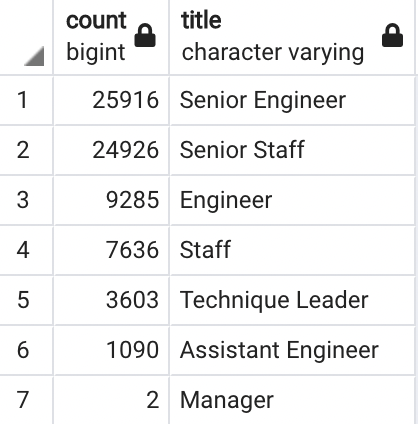 count title
bigint character varying
1 25916 Senior Engineer
2 24926 Senior Staff
3 9285 Engineer
4 7636 Staff
5 3603 Technique Leader
6 1090 Assistant Engineer
7 2 Manager